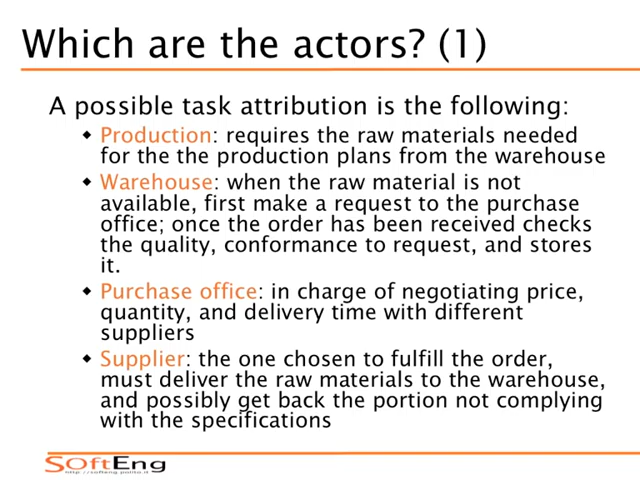 Which are the actors? (1)
A possible task attribution is the following:
◆ Production: requires the raw materials needed
for the the production plans from the warehouse
◆ Warehouse: when the raw material is not
available, first make a request to the purchase
office; once the order has been received checks
the quality, conformance to request, and stores
it.
◆ Purchase office: in charge of negotiating price,
quantity, and delivery time with different
suppliers
◆ Supplier: the one chosen to fulfill the order,
must deliver the raw materials to the warehouse,
and possibly get back the portion not complying
with the specifications
SOftEng
http://softeng.polito.it